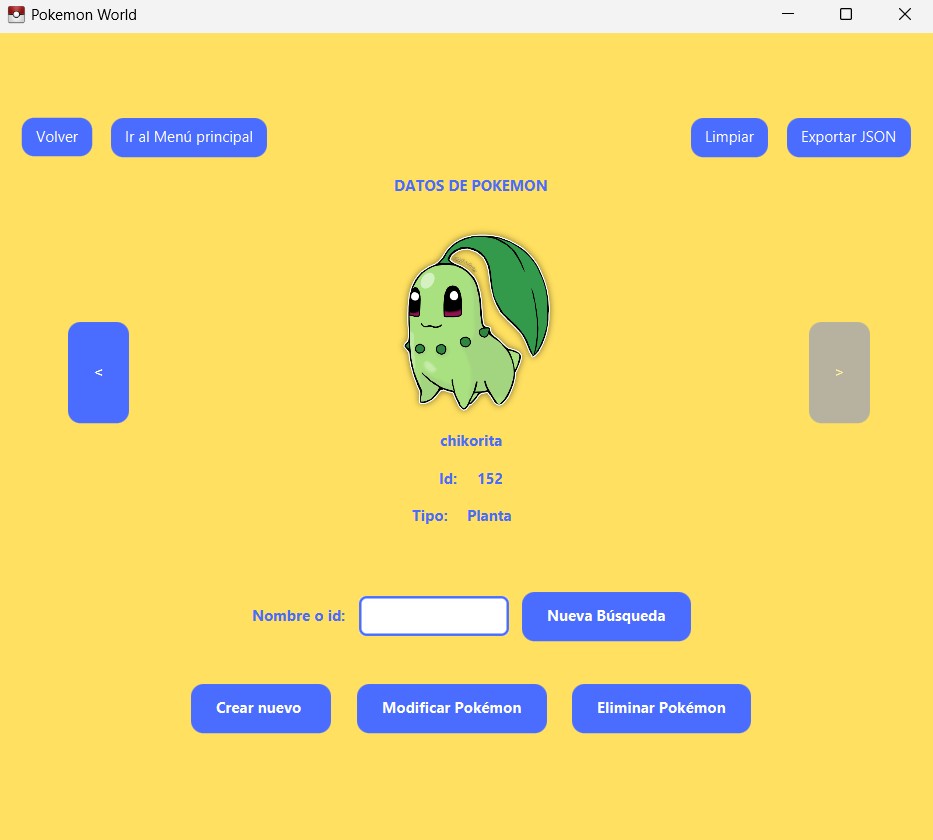 Pokemon World
Volver
Ir al Menú principal
Limpiar
Exportar JSON
DATOS DE POKEMON
<
>
chikorita
Id: 152
Tipo: Planta
Nombre o id:
Nueva Búsqueda
Crear nuevo
Modificar Pokémon
Eliminar Pokémon